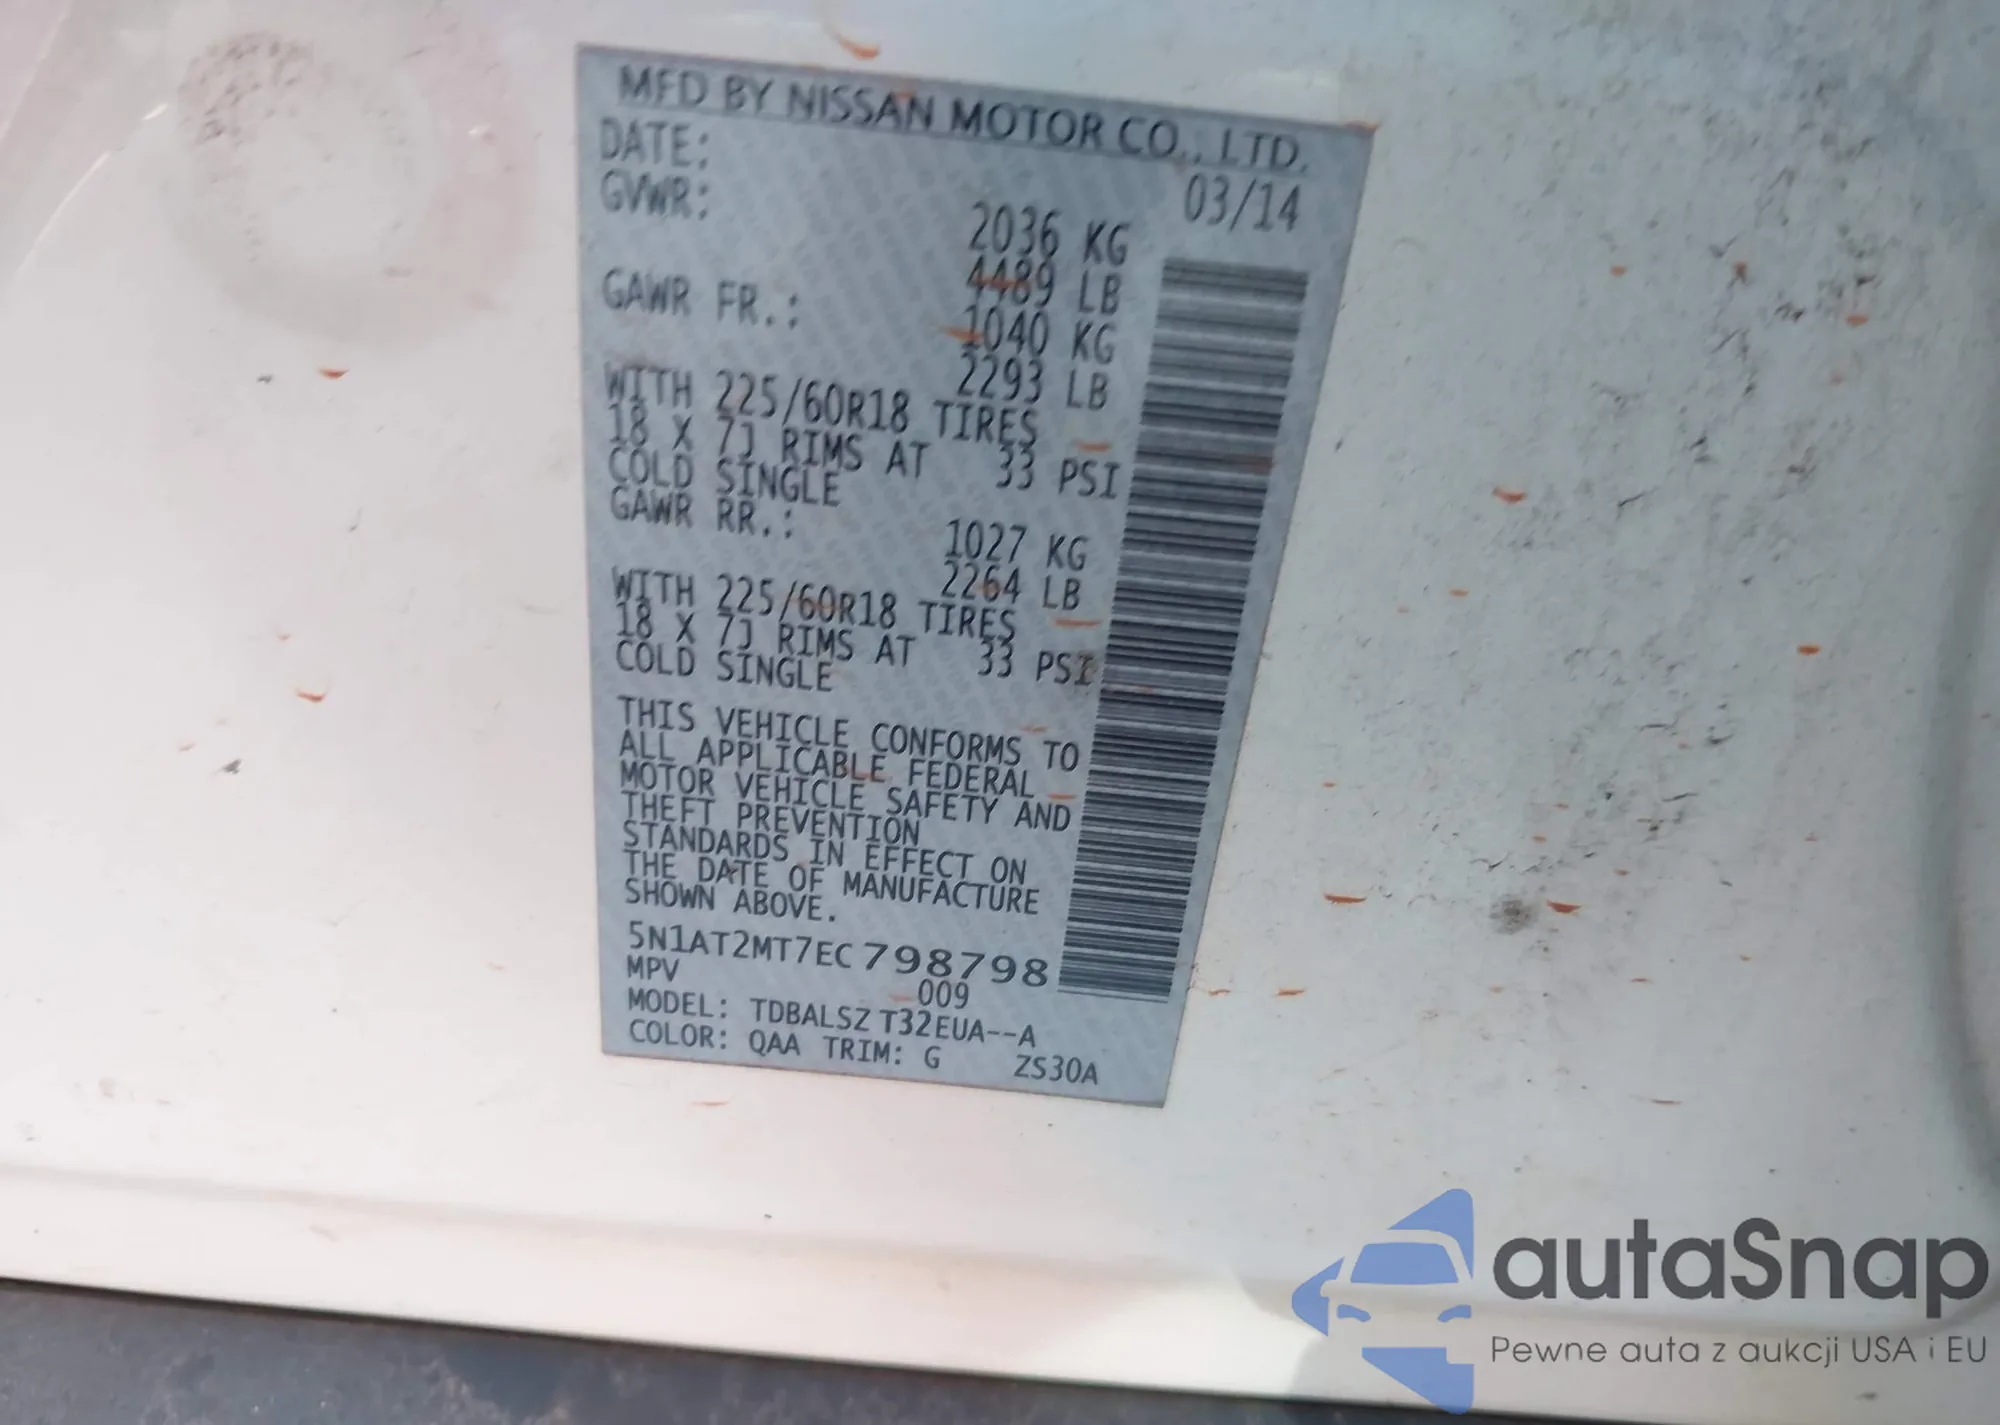 MFD BY NISSAN MOTOR CO., LTD.
DATE: 03/14
GVWR: 2036 KG
4489 LB
GAWR FR.: 1040 KG
2293 LB
WITH 225/60R18 TIRES
18 X 7J RIMS AT 33 PSI
COLD SINGLE
GAWR RR.: 1027 KG
2264 LB
WITH 225/60R18 TIRES
18 X 7J RIMS AT 33 PSI
COLD SINGLE
THIS VEHICLE CONFORMS TO
ALL APPLICABLE FEDERAL
MOTOR VEHICLE SAFETY AND
THEFT PREVENTION
STANDARDS IN EFFECT ON
THE DATE OF MANUFACTURE
SHOWN ABOVE.
5N1AT2MT7EC798798
MPV 009
MODEL: TDBALSZ T32EUA--A
COLOR: QAA TRIM: G ZS30A
autaSnap
Pewne auta z aukcji USA i EU